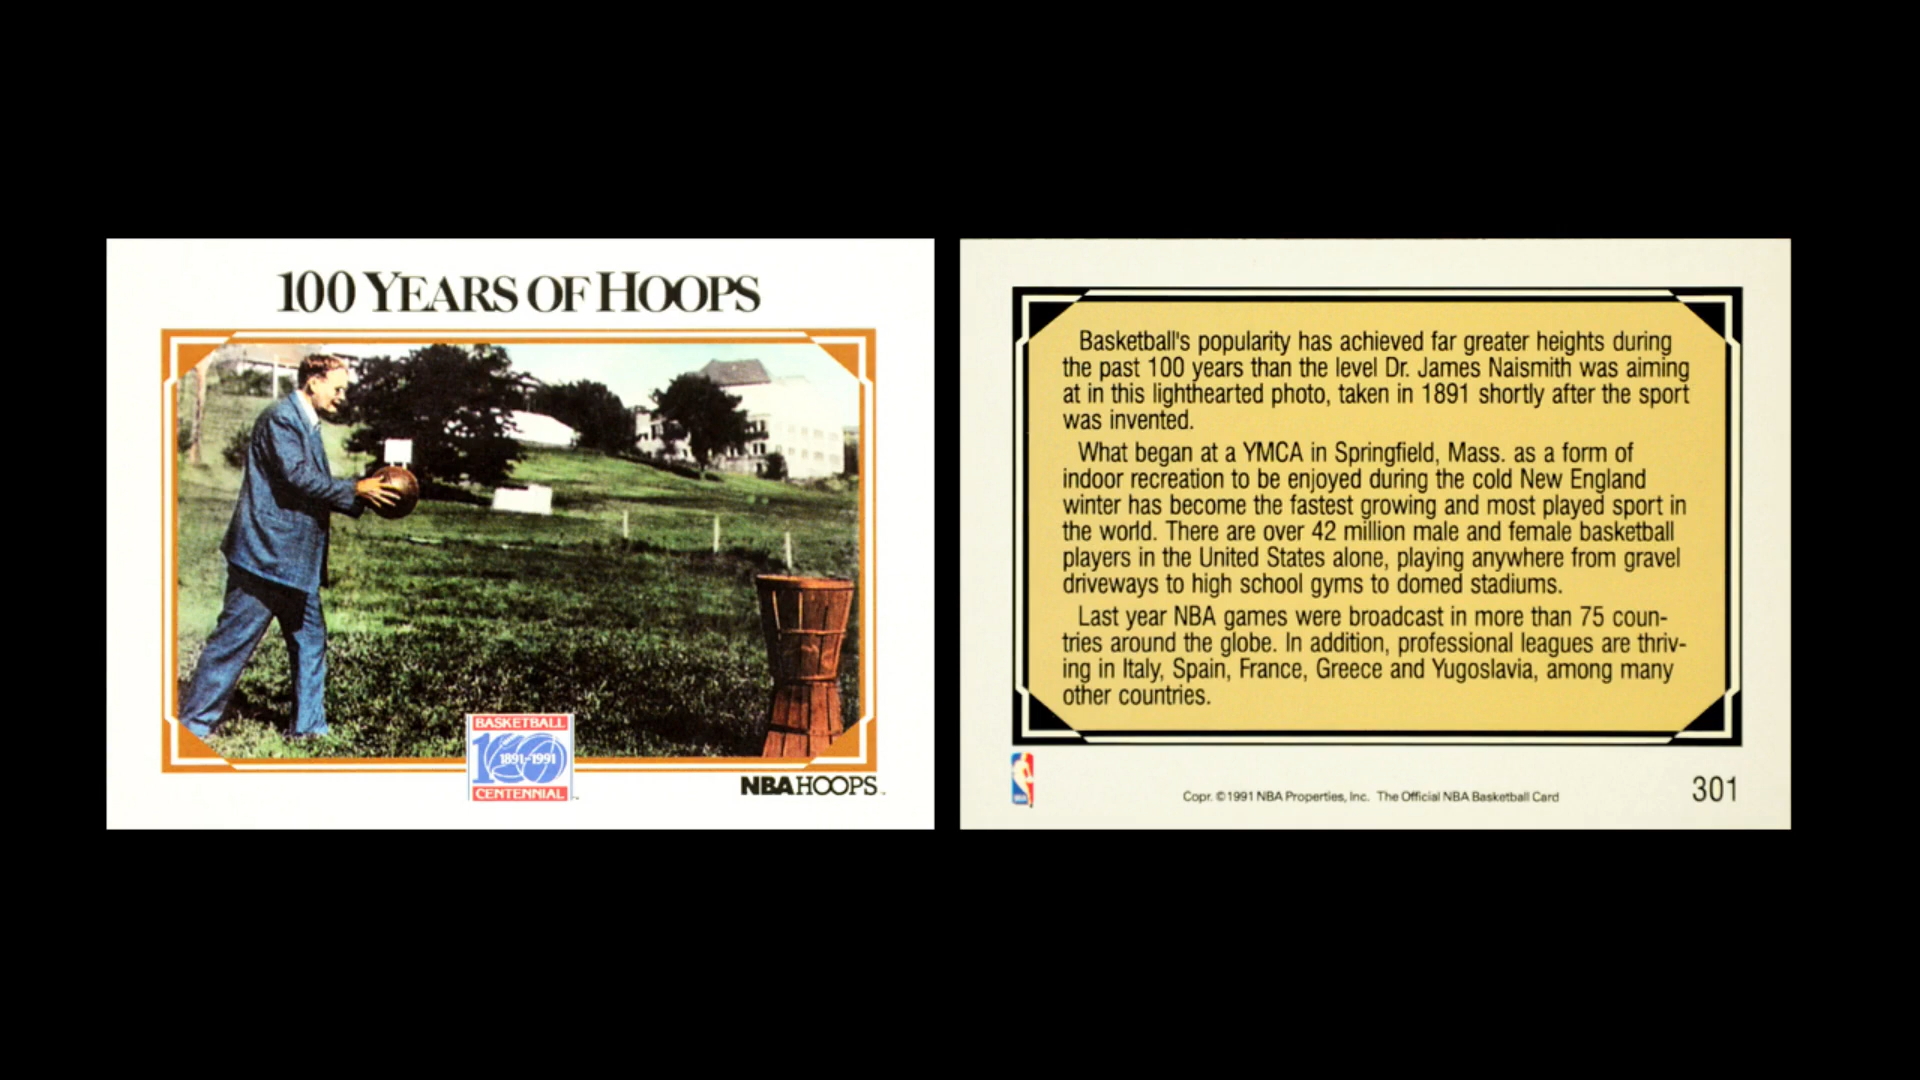 100 YEARS OF HOOPS
BASKETBALL
100
1891-1991
CENTENNIAL
NBAHOOPS
Basketball's popularity has achieved far greater heights during
the past 100 years than the level Dr. James Naismith was aiming
at in this lighthearted photo, taken in 1891 shortly after the sport
was invented.
What began at a YMCA in Springfield, Mass. as a form of
indoor recreation to be enjoyed during the cold New England
winter has become the fastest growing and most played sport in
the world. There are over 42 million male and female basketball
players in the United States alone, playing anywhere from gravel
driveways to high school gyms to domed stadiums.
Last year NBA games were broadcast in more than 75 coun-
tries around the globe. In addition, professional leagues are thriv-
ing in Italy, Spain, France, Greece and Yugoslavia, among many
other countries.
Copr. ©1991 NBA Properties, Inc. The Official NBA Basketball Card
301